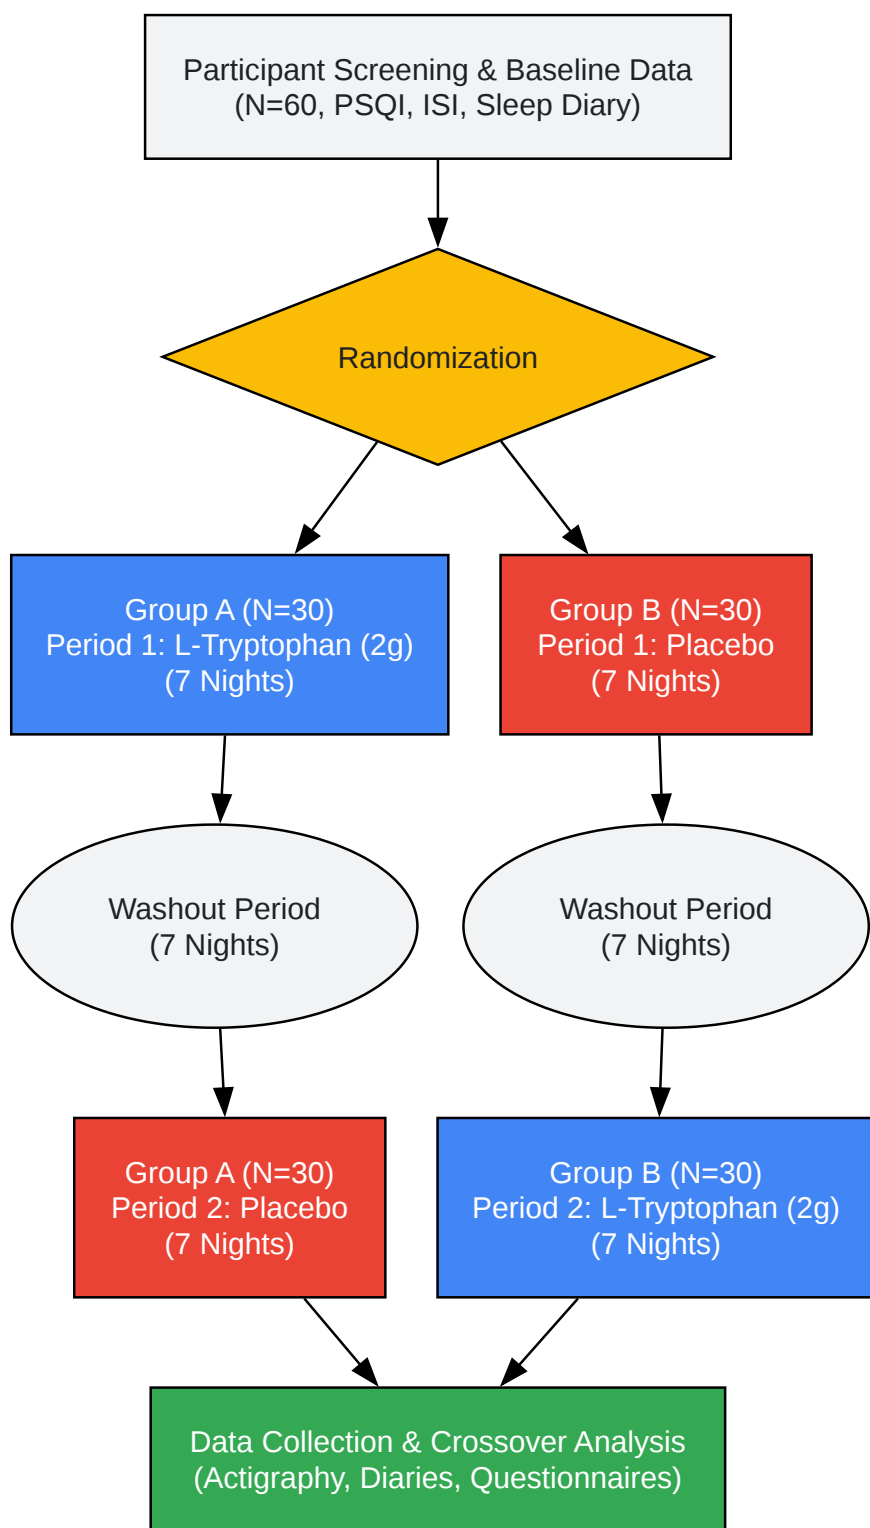 Participant Screening & Baseline Data
(N=60, PSQI, ISI, Sleep Diary)
Randomization
Group A (N=30)
Period 1: L-Tryptophan (2g)
(7 Nights)
Group B (N=30)
Period 1: Placebo
(7 Nights)
Washout Period
(7 Nights)
Washout Period
(7 Nights)
Group A (N=30)
Period 2: Placebo
(7 Nights)
Group B (N=30)
Period 2: L-Tryptophan (2g)
(7 Nights)
Data Collection & Crossover Analysis
(Actigraphy, Diaries, Questionnaires)